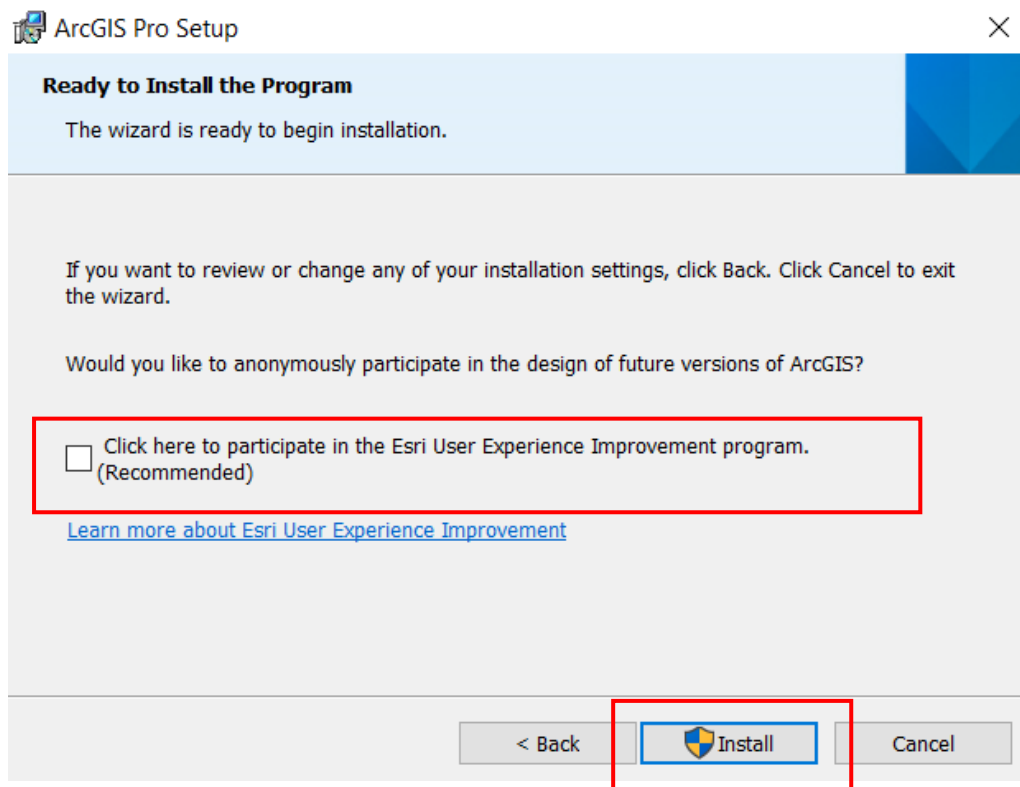 ArcGIS Pro Setup
Ready to Install the Program
The wizard is ready to begin installation.
If you want to review or change any of your installation settings, click Back. Click Cancel to exit
the wizard.
Would you like to anonymously participate in the design of future versions of ArcGIS?
Click here to participate in the Esri User Experience Improvement program.
(Recommended)
Learn more about Esri User Experience Improvement
< Back
Install
Cancel